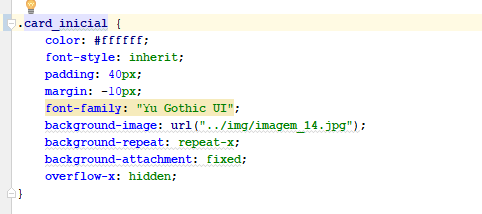 .card_inicial {
color: #ffffff;
font-style: inherit;
padding: 40px;
margin: -10px;
font-family: "Yu Gothic UI";
background-image: url("../img/imagem_14.jpg");
background-repeat: repeat-x;
background-attachment: fixed;
overflow-x: hidden;
}